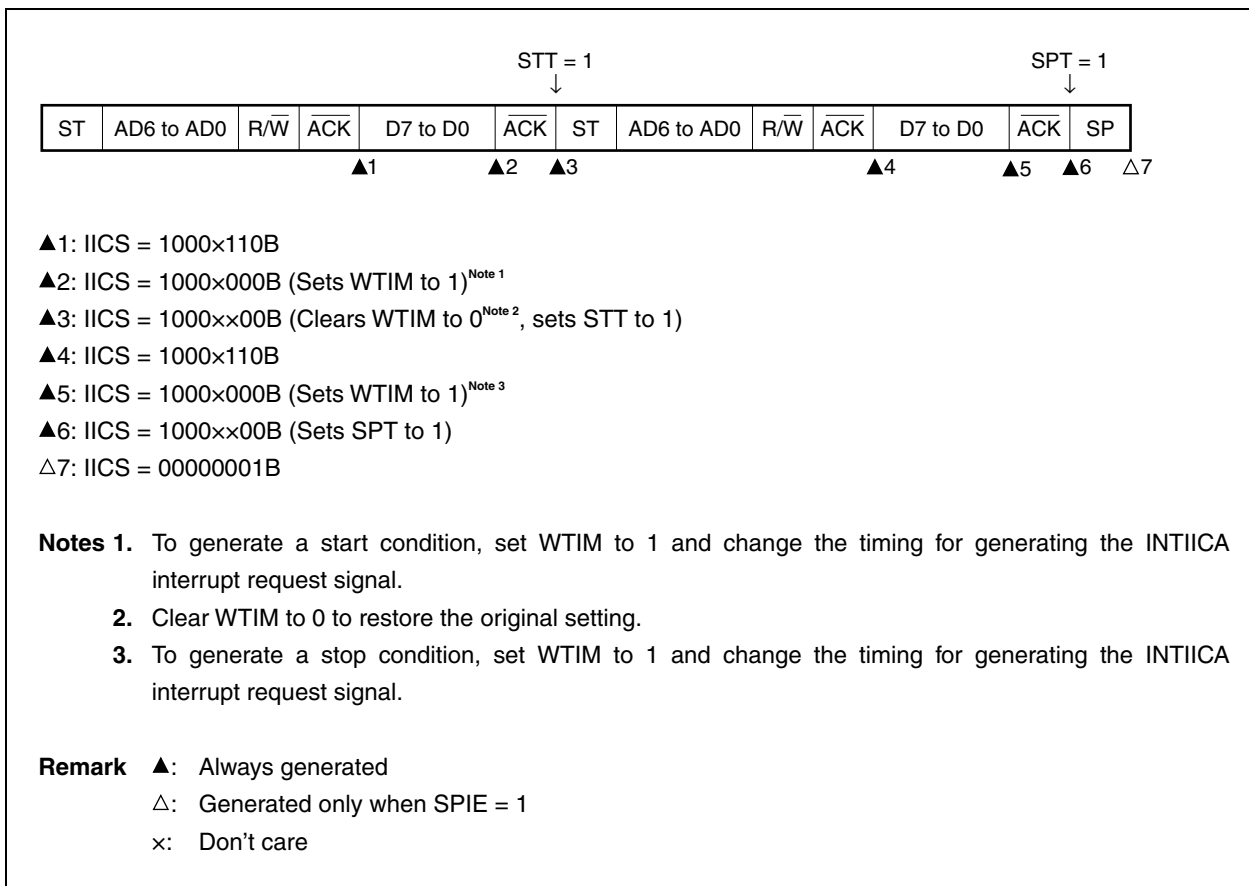 STT = 1 SPT = 1
↓ ↓
ST AD6 to AD0 R/W̅ A̅C̅K̅ D7 to D0 A̅C̅K̅ ST AD6 to AD0 R/W̅ A̅C̅K̅ D7 to D0 A̅C̅K̅ SP
▲1 ▲2 ▲3 ▲4 ▲5 ▲6 △7
▲1: IICS = 1000×110B
▲2: IICS = 1000×000B (Sets WTIM to 1)Note 1
▲3: IICS = 1000××00B (Clears WTIM to 0Note 2, sets STT to 1)
▲4: IICS = 1000×110B
▲5: IICS = 1000×000B (Sets WTIM to 1)Note 3
▲6: IICS = 1000××00B (Sets SPT to 1)
△7: IICS = 00000001B
Notes 1. To generate a start condition, set WTIM to 1 and change the timing for generating the INTIICA
interrupt request signal.
2. Clear WTIM to 0 to restore the original setting.
3. To generate a stop condition, set WTIM to 1 and change the timing for generating the INTIICA
interrupt request signal.
Remark ▲: Always generated
△: Generated only when SPIE = 1
×: Don't care